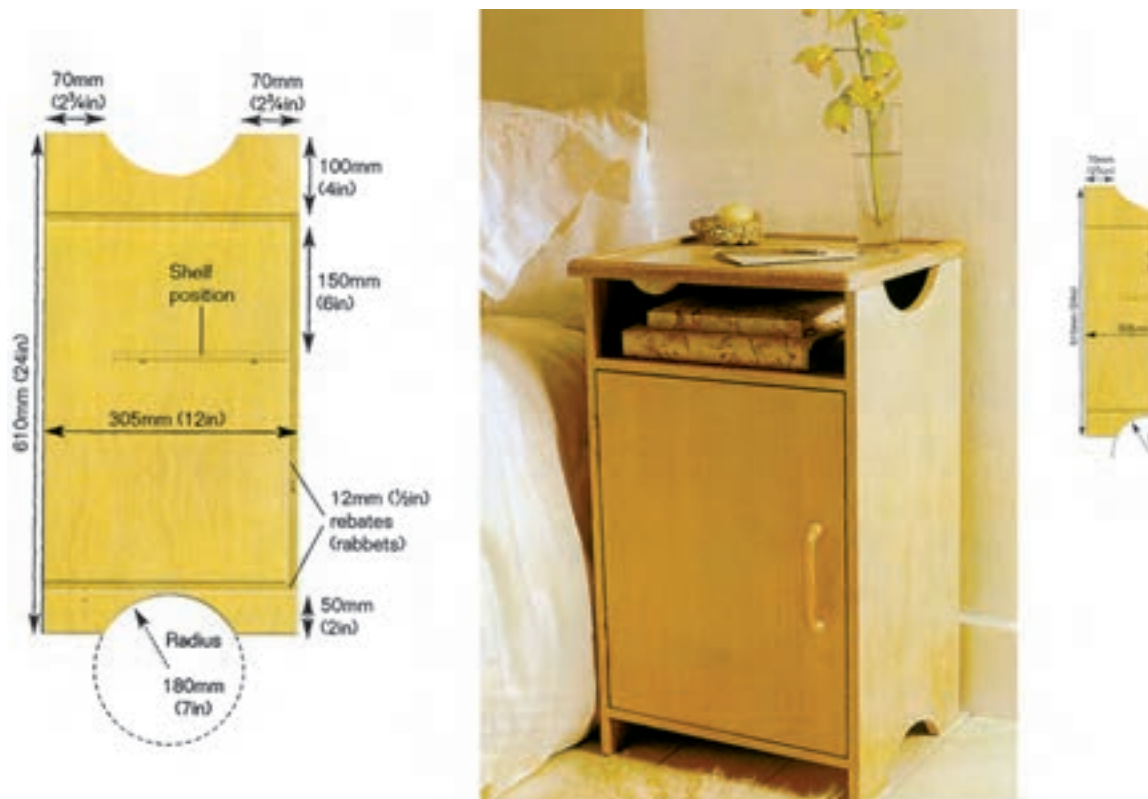 70mm
(2¾in)
70mm
(2¾in)
100mm
(4in)
Shelf
position
150mm
(6in)
610mm (24in)
305mm (12in)
12mm (½in)
rebates
(rabbets)
50mm
(2in)
Radius
180mm
(7in)
70mm